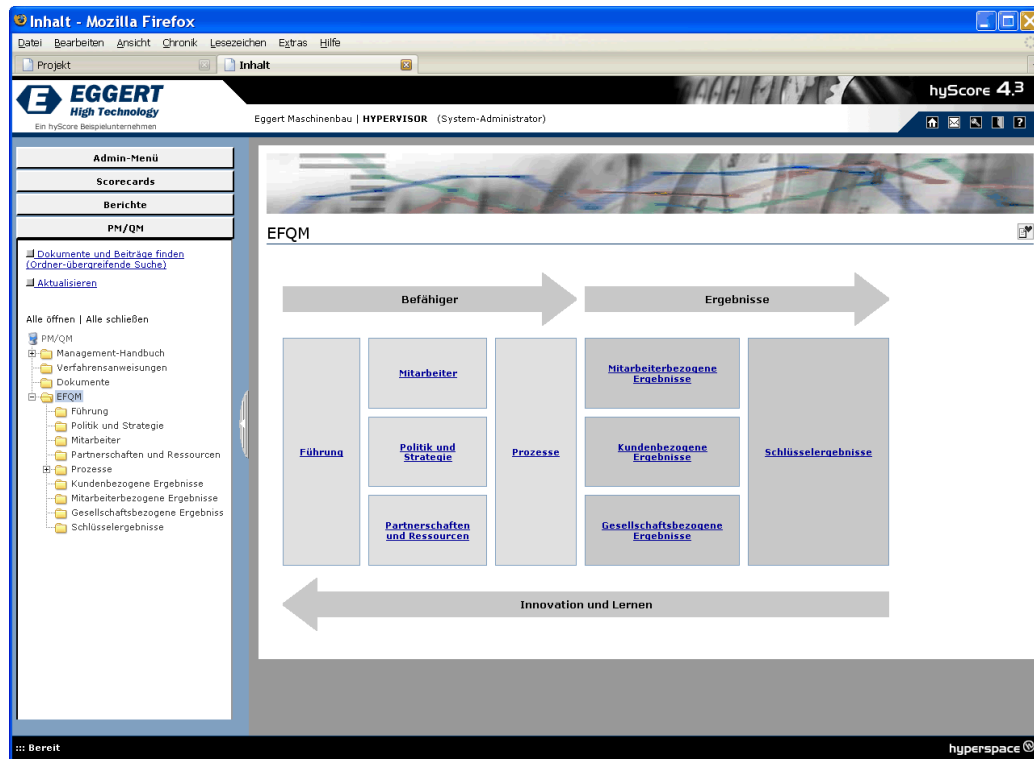 Inhalt - Mozilla Firefox
Datei Bearbeiten Ansicht Chronik Lesezeichen Extras Hilfe
Projekt
Inhalt
EGGERT
High Technology
Ein hyScore Beispielunternehmen
hyScore 4.3
Eggert Maschinenbau | HYPERVISOR (System-Administrator)
Admin-Menü
Scorecards
Berichte
PM/QM
Dokumente und Beiträge finden
(Ordner-übergreifende Suche)
Aktualisieren
Alle öffnen | Alle schließen
PM/QM
Management-Handbuch
Verfahrensanweisungen
Dokumente
EFQM
Führung
Politik und Strategie
Mitarbeiter
Partnerschaften und Ressourcen
Prozesse
Kundenbezogene Ergebnisse
Mitarbeiterbezogene Ergebnisse
Gesellschaftsbezogene Ergebniss
Schlüsselergebnisse
EFQM
Befähiger
Ergebnisse
Führung
Mitarbeiter
Politik und
Strategie
Partnerschaften
und Ressourcen
Prozesse
Mitarbeiterbezogene
Ergebnisse
Kundenbezogene
Ergebnisse
Gesellschaftsbezogene
Ergebnisse
Schlüsselergebnisse
Innovation und Lernen
::: Bereit
hyperspace